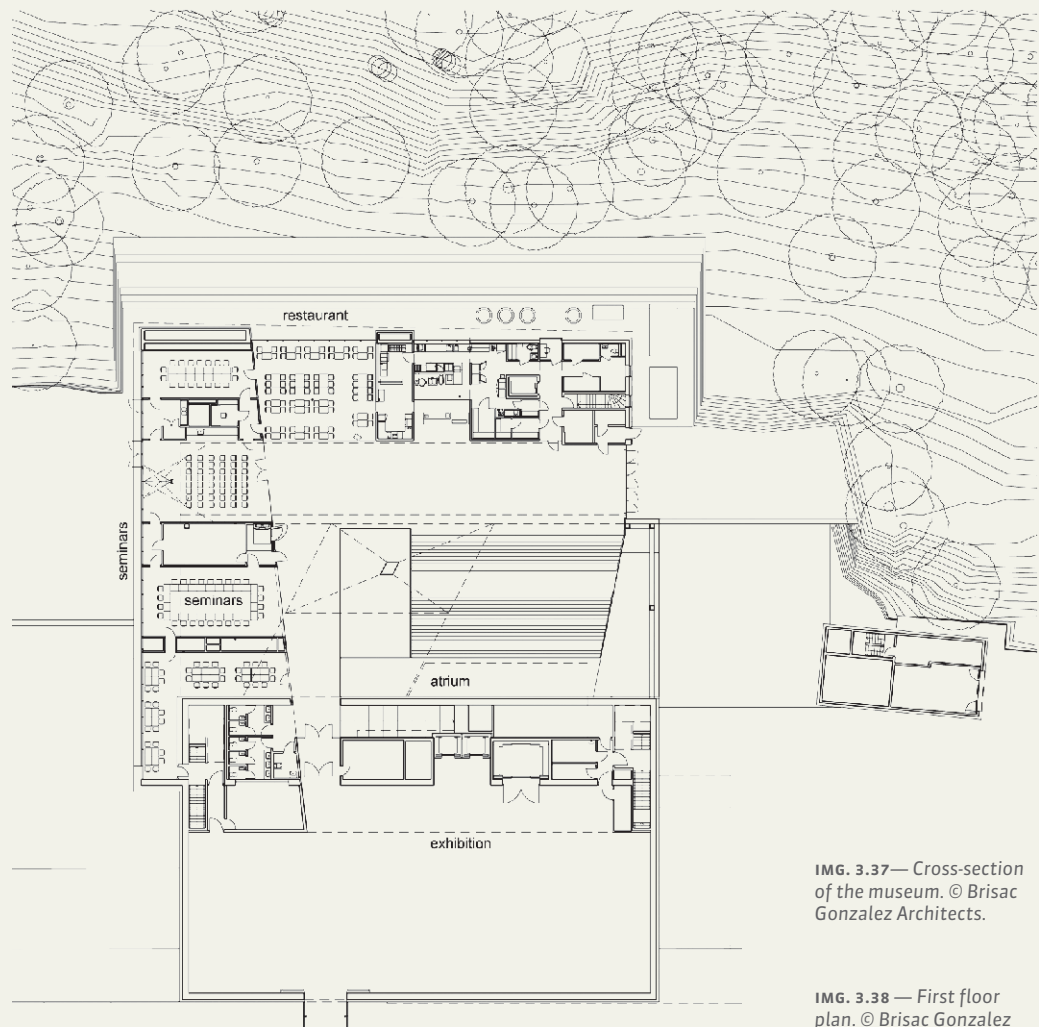 restaurant
seminars
seminars
atrium
exhibition
IMG. 3.37— Cross-section
of the museum. © Brisac
Gonzalez Architects.
IMG. 3.38 — First floor
plan. © Brisac Gonzalez